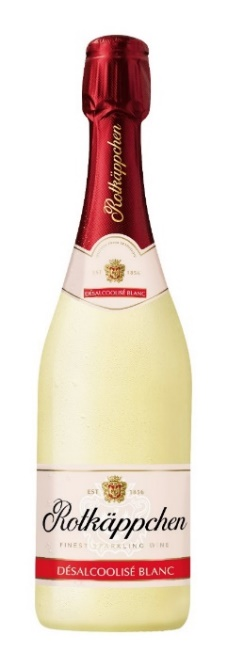 Rotkäppchen
EST 1856
DÉSALCOOLISÉ BLANC
EST. 1856
Rotkäppchen
FINEST SPARKLING WINE
DÉSALCOOLISÉ BLANC